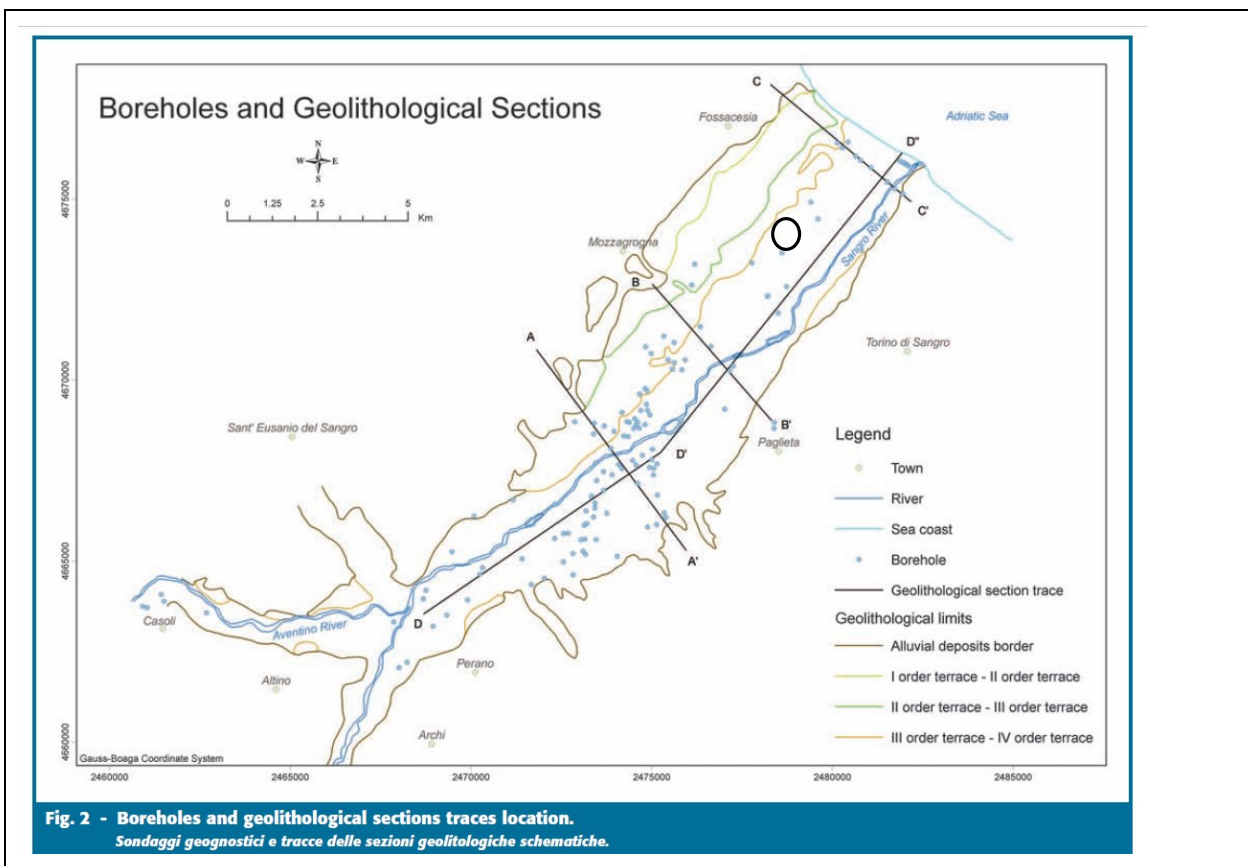 Boreholes and Geolithological Sections
N
W E
S
0 1.25 2.5 5
Km
C
Fossacesia
Adriatic Sea
D"
C'
Sangro River
Mozzagrogna
B
A
Torino di Sangro
Sant' Eusanio del Sangro
B'
Paglieta
D'
A'
D
Casoli
Aventino River
Perano
Altino
Archi
Legend
Town
River
Sea coast
Borehole
Geolithological section trace
Geolithological limits
Alluvial deposits border
I order terrace - II order terrace
II order terrace - III order terrace
III order terrace - IV order terrace
4675000
4670000
4665000
4660000
Gauss-Boaga Coordinate System
2460000 2465000 2470000 2475000 2480000 2485000
Fig. 2 - Boreholes and geolithological sections traces location.
Sondaggi geognostici e tracce delle sezioni geolitologiche schematiche.